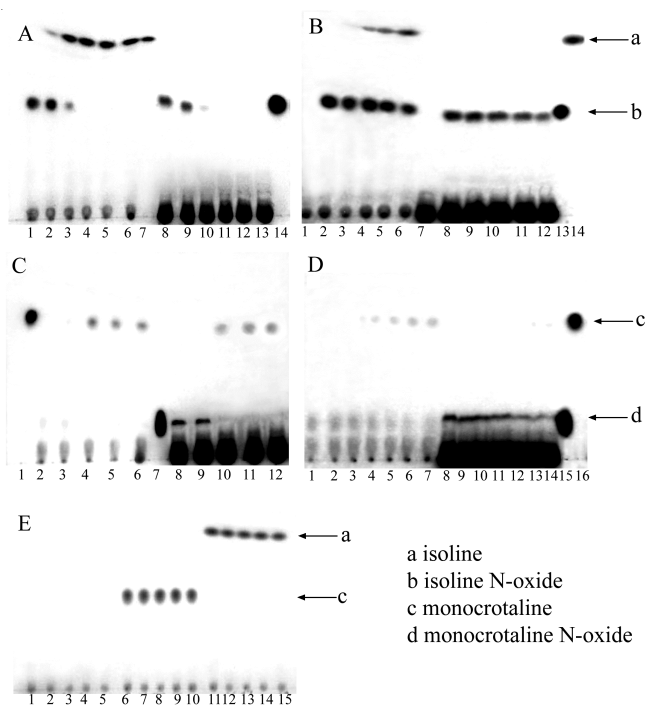 A
B
a
b
1 2 3 4 5 6 7 8 9 10 11 12 13 14
1 2 3 4 5 6 7 8 9 10 11 12 13 14
C
D
c
d
1 2 3 4 5 6 7 8 9 10 11 12
1 2 3 4 5 6 7 8 9 10 11 12 13 14 15 16
E
a
c
1 2 3 4 5 6 7 8 9 10 11 12 13 14 15
a isoline
b isoline N-oxide
c monocrotaline
d monocrotaline N-oxide